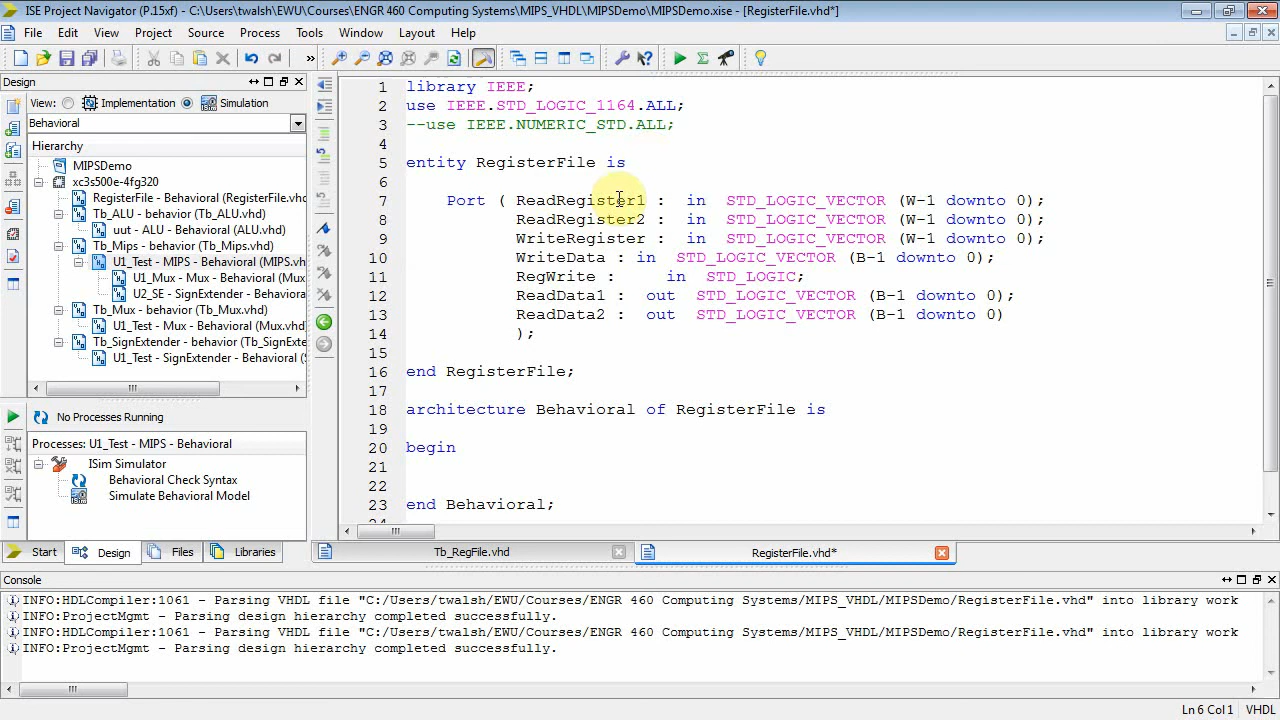 ISE Project Navigator (P.15xf) - C:\Users\twalsh\EWU\Courses\ENGR 460 Computing Systems\MIPS_VHDL\MIPSDemo\MIPSDemo.xise - [RegisterFile.vhd*]
File Edit View Project Source Process Tools Window Layout Help
Design
View: Implementation Simulation
Behavioral
Hierarchy
MIPSDemo
xc3s500e-4fg320
RegisterFile - Behavioral (RegisterFile.vhd
Tb_ALU - behavior (Tb_ALU.vhd)
uut - ALU - Behavioral (ALU.vhd)
Tb_Mips - behavior (Tb_Mips.vhd)
U1_Test - MIPS - Behavioral (MIPS.vh
U1_Mux - Mux - Behavioral (Mux
U2_SE - SignExtender - Behavioral
Tb_Mux - behavior (Tb_Mux.vhd)
U1_Test - Mux - Behavioral (Mux.vhd
Tb_SignExtender - behavior (Tb_SignE
U1_Test - SignExtender - Behavioral (S
No Processes Running
Processes: U1_Test - MIPS - Behavioral
ISim Simulator
Behavioral Check Syntax
Simulate Behavioral Model
Start Design Files Libraries
1 library IEEE;
2 use IEEE.STD_LOGIC_1164.ALL;
3 --use IEEE.NUMERIC_STD.ALL;
4
5 entity RegisterFile is
6
7 Port ( ReadRegister1 : in STD_LOGIC_VECTOR (W-1 downto 0);
8 ReadRegister2 : in STD_LOGIC_VECTOR (W-1 downto 0);
9 WriteRegister : in STD_LOGIC_VECTOR (W-1 downto 0);
10 WriteData : in STD_LOGIC_VECTOR (B-1 downto 0);
11 RegWrite : in STD_LOGIC;
12 ReadData1 : out STD_LOGIC_VECTOR (B-1 downto 0);
13 ReadData2 : out STD_LOGIC_VECTOR (B-1 downto 0)
14 );
15
16 end RegisterFile;
17
18 architecture Behavioral of RegisterFile is
19
20 begin
21
22
23 end Behavioral;
Tb_RegFile.vhd RegisterFile.vhd*
Console
INFO:HDLCompiler:1061 - Parsing VHDL file "C:/Users/twalsh/EWU/Courses/ENGR 460 Computing Systems/MIPS_VHDL/MIPSDemo/RegisterFile.vhd" into library work
INFO:ProjectMgmt - Parsing design hierarchy completed successfully.
INFO:HDLCompiler:1061 - Parsing VHDL file "C:/Users/twalsh/EWU/Courses/ENGR 460 Computing Systems/MIPS_VHDL/MIPSDemo/RegisterFile.vhd" into library work
INFO:ProjectMgmt - Parsing design hierarchy completed successfully.
Ln 6 Col 1 VHDL